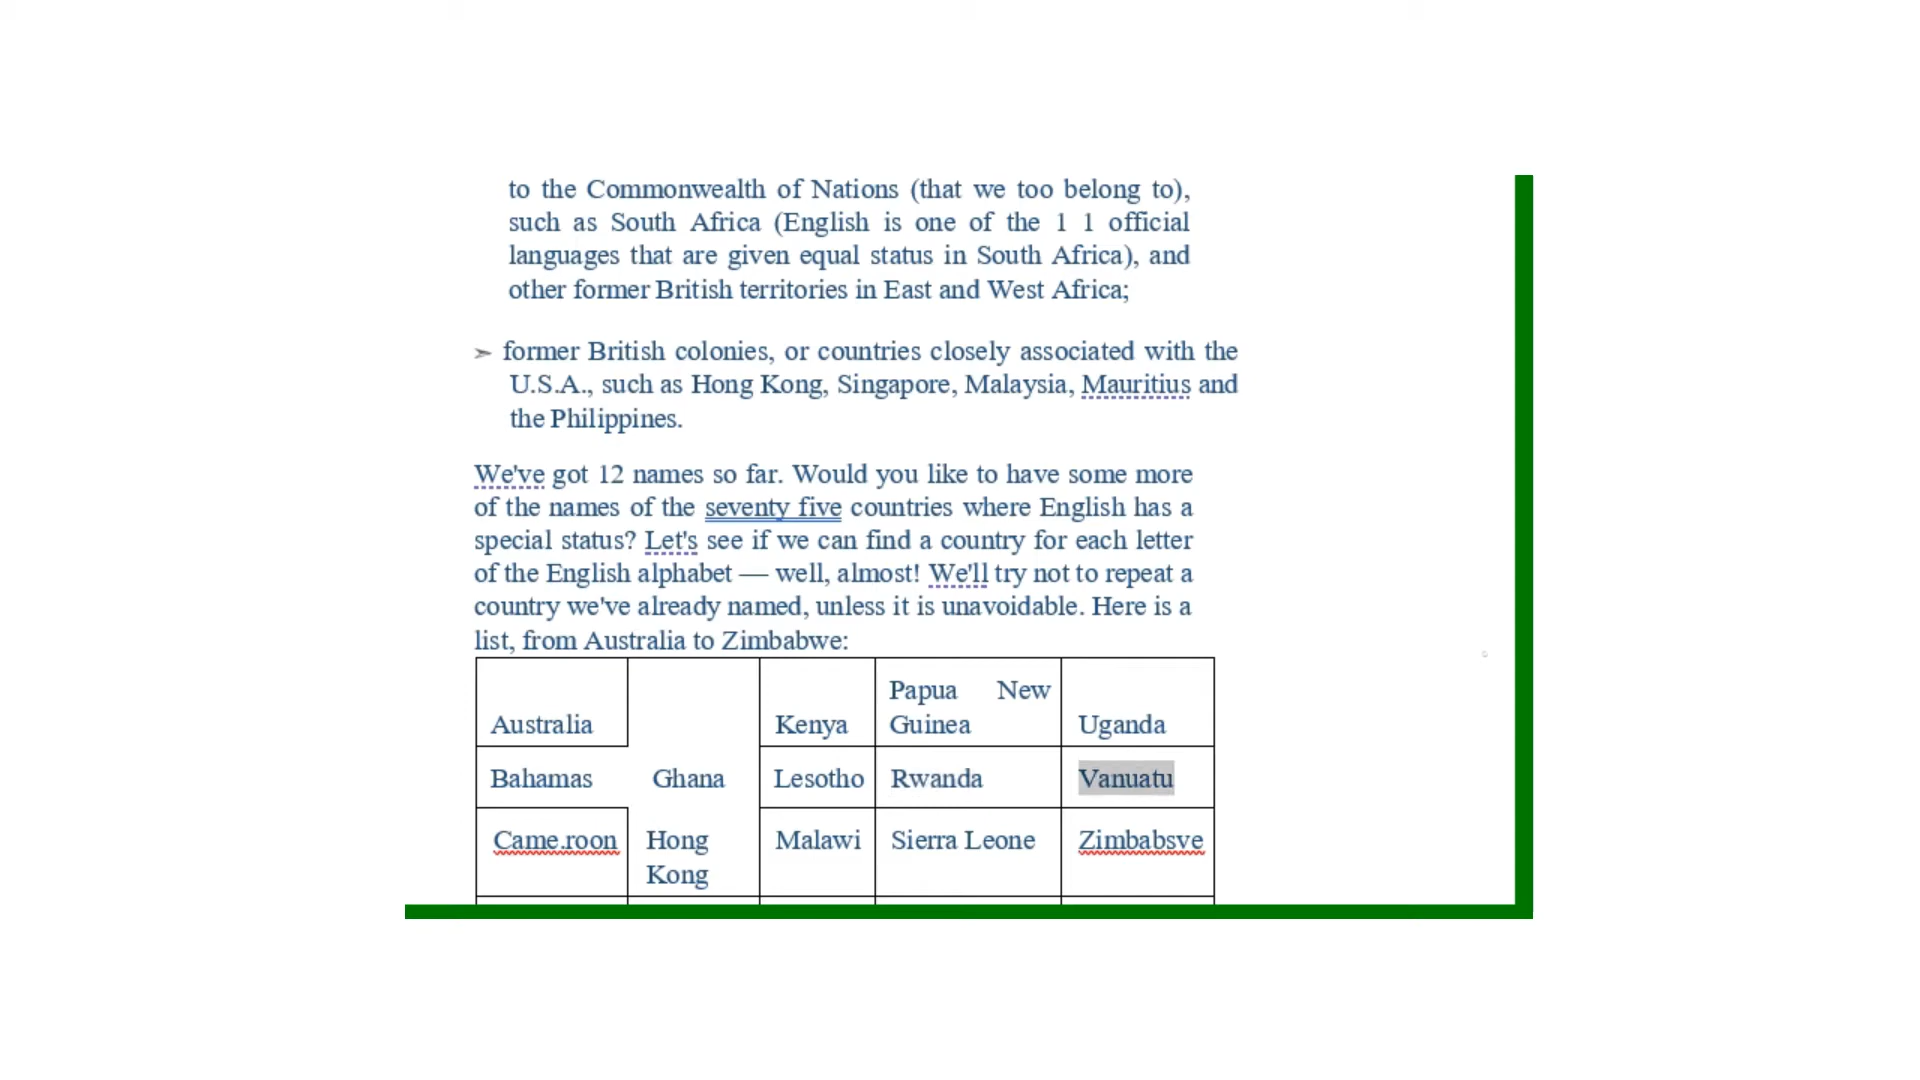 to the Commonwealth of Nations (that we too belong to),
such as South Africa (English is one of the 1 1 official
languages that are given equal status in South Africa), and
other former British territories in East and West Africa;
➣ former British colonies, or countries closely associated with the
U.S.A., such as Hong Kong, Singapore, Malaysia, Mauritius and
the Philippines.
We've got 12 names so far. Would you like to have some more
of the names of the seventy five countries where English has a
special status? Let's see if we can find a country for each letter
of the English alphabet — well, almost! We'll try not to repeat a
country we've already named, unless it is unavoidable. Here is a
list, from Australia to Zimbabwe:
Papua New
Australia Kenya Guinea Uganda
Bahamas Ghana Lesotho Rwanda Vanuatu
Came.roon Hong Malawi Sierra Leone Zimbabsve
Kong